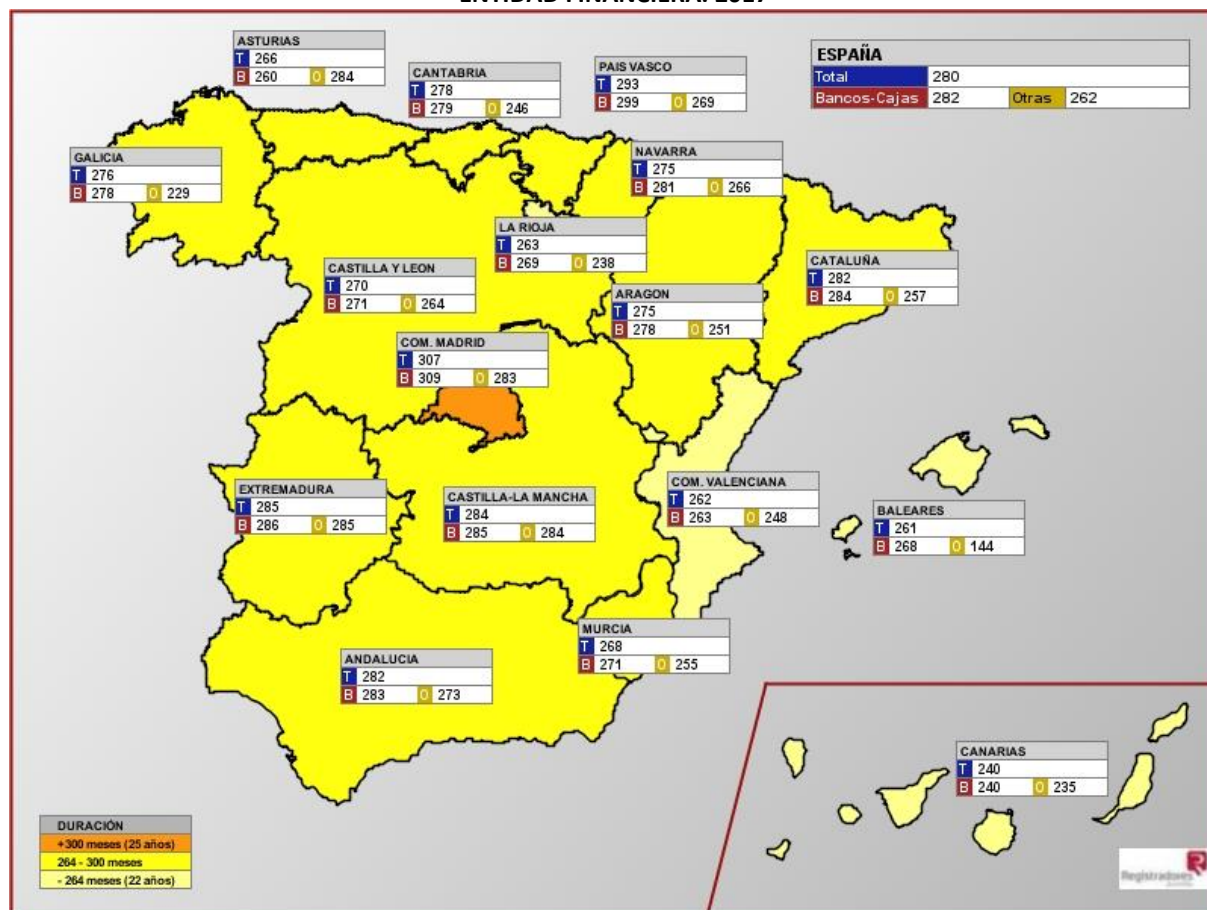 ENTIDAD FINANCIERA. 2017
ASTURIAS
T 266
B 260 O 284
CANTABRIA
T 278
B 279 O 246
PAIS VASCO
T 293
B 299 O 269
ESPAÑA
Total 280
Bancos-Cajas 282 Otras 262
GALICIA
T 276
B 278 O 229
NAVARRA
T 275
B 281 O 266
LA RIOJA
T 263
B 269 O 238
CASTILLA Y LEON
T 270
B 271 O 264
CATALUÑA
T 282
B 284 O 257
ARAGON
T 275
B 278 O 251
COM. MADRID
T 307
B 309 O 283
EXTREMADURA
T 285
B 286 O 285
CASTILLA-LA MANCHA
T 284
B 285 O 284
COM. VALENCIANA
T 262
B 263 O 248
BALEARES
T 261
B 268 O 144
MURCIA
T 268
B 271 O 255
ANDALUCIA
T 282
B 283 O 273
CANARIAS
T 240
B 240 O 235
DURACIÓN
+300 meses (25 años)
264 - 300 meses
- 264 meses (22 años)
Registradores